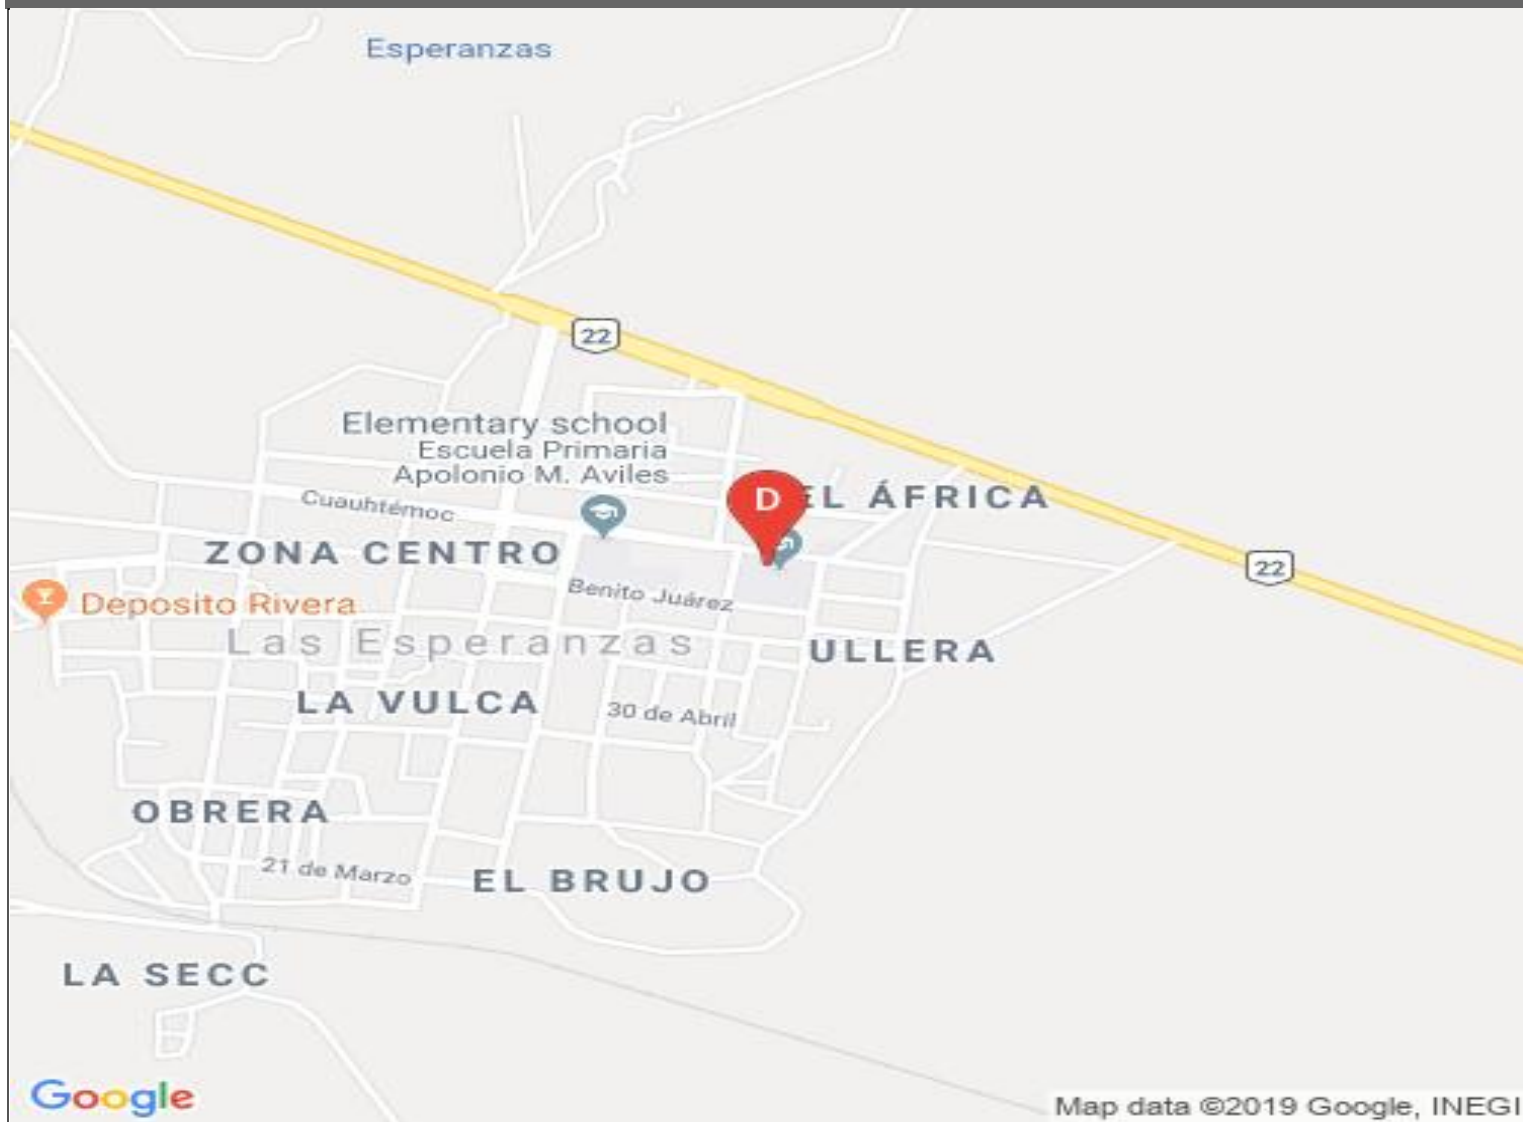 Esperanzas
22
Elementary school
Escuela Primaria
Apolonio M. Aviles
Cuauhtémoc
D
EL ÁFRICA
ZONA CENTRO
22
Benito Juárez
Deposito Rivera
Las Esperanzas
ULLERA
LA VULCA
30 de Abril
OBRERA
21 de Marzo
EL BRUJO
LA SECC
Google
Map data ©2019 Google, INEGI